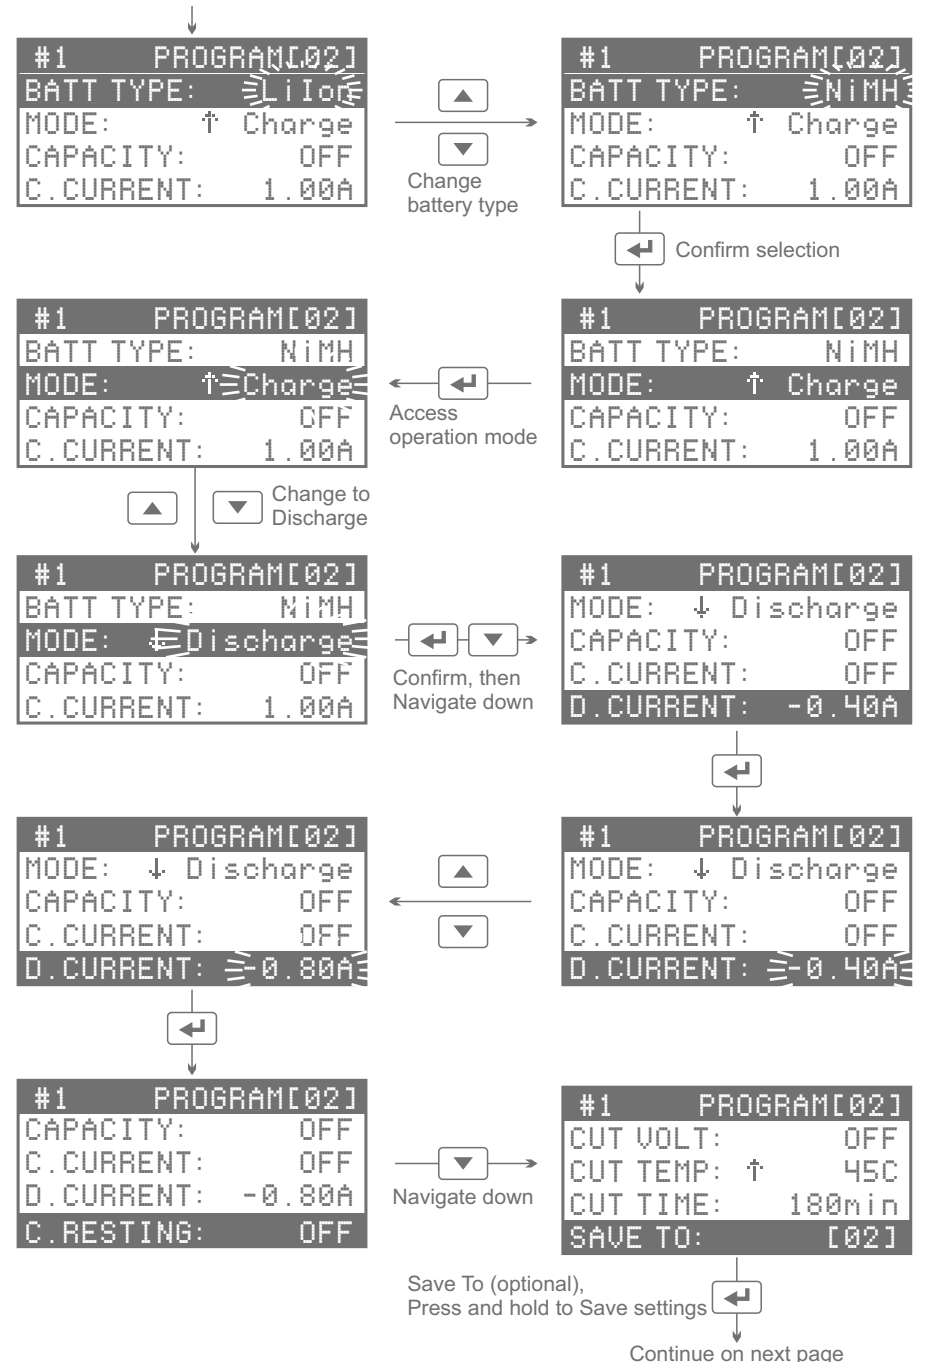 #1 PROGRAM[02]
BATT TYPE: LiIon
MODE: ↑ Charge
CAPACITY: OFF
C.CURRENT: 1.00A
Change
battery type
#1 PROGRAM[02]
BATT TYPE: NiMH
MODE: ↑ Charge
CAPACITY: OFF
C.CURRENT: 1.00A
Confirm selection
#1 PROGRAM[02]
BATT TYPE: NiMH
MODE: ↑ Charge
CAPACITY: OFF
C.CURRENT: 1.00A
Access
operation mode
#1 PROGRAM[02]
BATT TYPE: NiMH
MODE: ↑ Charge
CAPACITY: OFF
C.CURRENT: 1.00A
Change to
Discharge
#1 PROGRAM[02]
BATT TYPE: NiMH
MODE: ↓ Discharge
CAPACITY: OFF
C.CURRENT: 1.00A
Confirm, then
Navigate down
#1 PROGRAM[02]
MODE: ↓ Discharge
CAPACITY: OFF
C.CURRENT: OFF
D.CURRENT: -0.40A
#1 PROGRAM[02]
MODE: ↓ Discharge
CAPACITY: OFF
C.CURRENT: OFF
D.CURRENT: -0.40A
#1 PROGRAM[02]
MODE: ↓ Discharge
CAPACITY: OFF
C.CURRENT: OFF
D.CURRENT: -0.80A
#1 PROGRAM[02]
CAPACITY: OFF
C.CURRENT: OFF
D.CURRENT: -0.80A
C.RESTING: OFF
Navigate down
#1 PROGRAM[02]
CUT VOLT: OFF
CUT TEMP: ↑ 45C
CUT TIME: 180min
SAVE TO: [02]
Save To (optional),
Press and hold to Save settings
Continue on next page